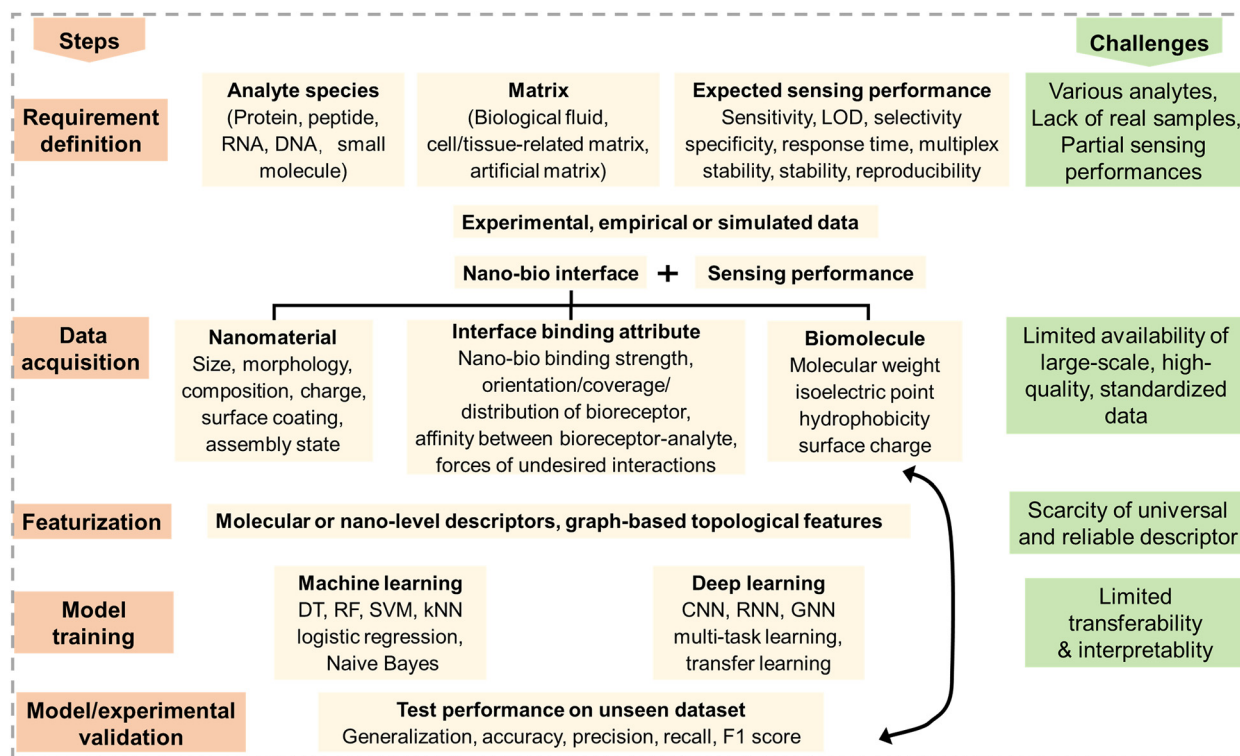 Steps
Challenges
Requirement
definition
Analyte species
(Protein, peptide,
RNA, DNA, small
molecule)
Matrix
(Biological fluid,
cell/tissue-related matrix,
artificial matrix)
Expected sensing performance
Sensitivity, LOD, selectivity
specificity, response time, multiplex
stability, stability, reproducibility
Various analytes,
Lack of real samples,
Partial sensing
performances
Experimental, empirical or simulated data
Nano-bio interface + Sensing performance
Data
acquisition
Nanomaterial
Size, morphology,
composition, charge,
surface coating,
assembly state
Interface binding attribute
Nano-bio binding strength,
orientation/coverage/
distribution of bioreceptor,
affinity between bioreceptor-analyte,
forces of undesired interactions
Biomolecule
Molecular weight
isoelectric point
hydrophobicity
surface charge
Limited availability of
large-scale, high-
quality, standardized
data
Featurization
Molecular or nano-level descriptors, graph-based topological features
Scarcity of universal
and reliable descriptor
Model
training
Machine learning
DT, RF, SVM, kNN
logistic regression,
Naive Bayes
Deep learning
CNN, RNN, GNN
multi-task learning,
transfer learning
Limited
transferability
& interpretablity
Model/experimental
validation
Test performance on unseen dataset
Generalization, accuracy, precision, recall, F1 score